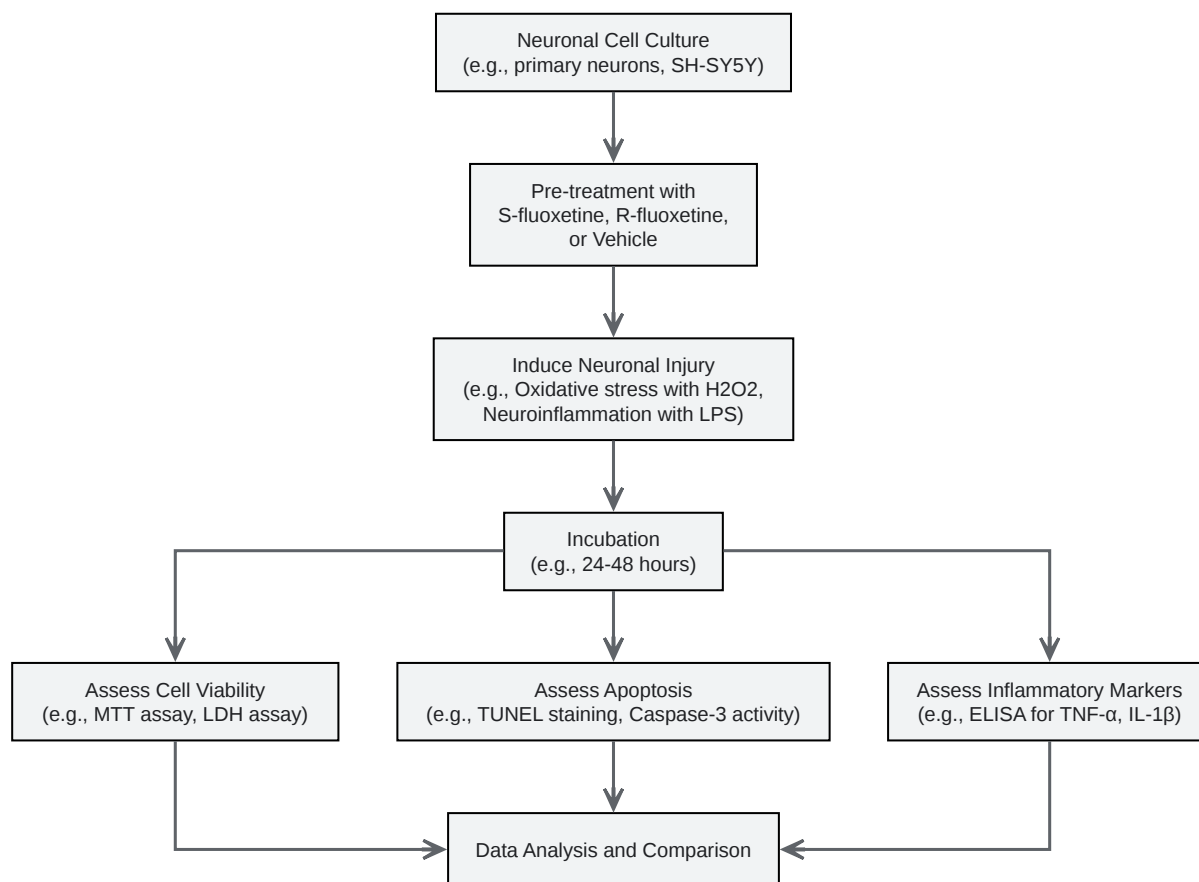 Neuronal Cell Culture
(e.g., primary neurons, SH-SY5Y)
Pre-treatment with
S-fluoxetine, R-fluoxetine,
or Vehicle
Induce Neuronal Injury
(e.g., Oxidative stress with H2O2,
Neuroinflammation with LPS)
Incubation
(e.g., 24-48 hours)
Assess Cell Viability
(e.g., MTT assay, LDH assay)
Assess Apoptosis
(e.g., TUNEL staining, Caspase-3 activity)
Assess Inflammatory Markers
(e.g., ELISA for TNF-α, IL-1β)
Data Analysis and Comparison